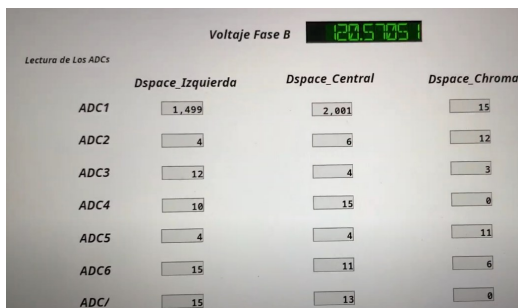 Voltaje Fase B 120.57051
Lectura de Los ADCs
Dspace_Izquierda Dspace_Central Dspace_Chroma
ADC1 1,499 2,001 15
ADC2 4 6 12
ADC3 12 4 3
ADC4 10 15 0
ADC5 4 4 11
ADC6 15 11 6
ADC/ 15 13 0